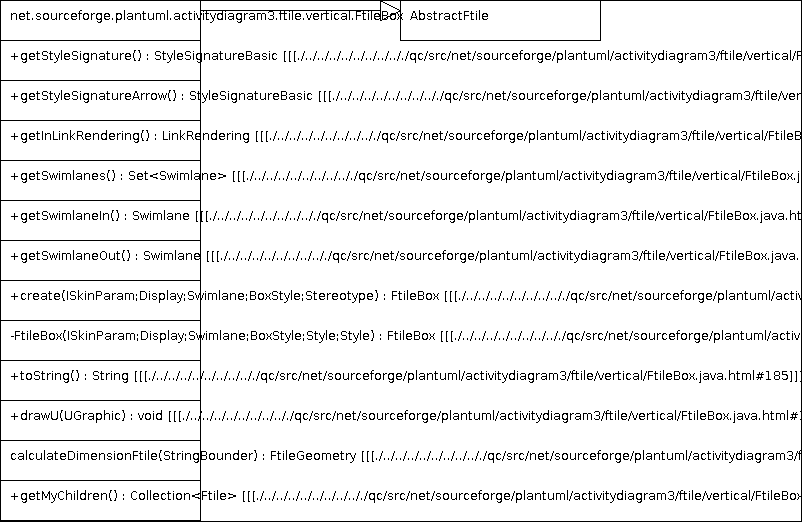 net.sourceforge.plantuml.activitydiagram3.ftile.vertical.FtileBox AbstractFtile
+getStyleSignature() : StyleSignatureBasic [[[./../../../../../../../../../qc/src/net/sourceforge/plantuml/activitydiagram3/ftile/vertical/F
+getStyleSignatureArrow() : StyleSignatureBasic [[[./../../../../../../../../../qc/src/net/sourceforge/plantuml/activitydiagram3/ftile/ver
+getInLinkRendering() : LinkRendering [[[./../../../../../../../../../qc/src/net/sourceforge/plantuml/activitydiagram3/ftile/vertical/FtileB
+getSwimlanes() : Set<Swimlane> [[[./../../../../../../../../../qc/src/net/sourceforge/plantuml/activitydiagram3/ftile/vertical/FtileBox.j
+getSwimlaneIn() : Swimlane [[[./../../../../../../../../../qc/src/net/sourceforge/plantuml/activitydiagram3/ftile/vertical/FtileBox.java.ht
+getSwimlaneOut() : Swimlane [[[./../../../../../../../../../qc/src/net/sourceforge/plantuml/activitydiagram3/ftile/vertical/FtileBox.java.
+create(ISkinParam;Display;Swimlane;BoxStyle;Stereotype) : FtileBox [[[./../../../../../../../../../qc/src/net/sourceforge/plantuml/activ
-FtileBox(ISkinParam;Display;Swimlane;BoxStyle;Style;Style) : FtileBox [[[./../../../../../../../../../qc/src/net/sourceforge/plantuml/activ
+toString() : String [[[./../../../../../../../../../qc/src/net/sourceforge/plantuml/activitydiagram3/ftile/vertical/FtileBox.java.html#185]]]
+drawU(UGraphic) : void [[[./../../../../../../../../../qc/src/net/sourceforge/plantuml/activitydiagram3/ftile/vertical/FtileBox.java.html#1
calculateDimensionFtile(StringBounder) : FtileGeometry [[[./../../../../../../../../../qc/src/net/sourceforge/plantuml/activitydiagram3/f
+getMyChildren() : Collection<Ftile> [[[./../../../../../../../../../qc/src/net/sourceforge/plantuml/activitydiagram3/ftile/vertical/FtileBox